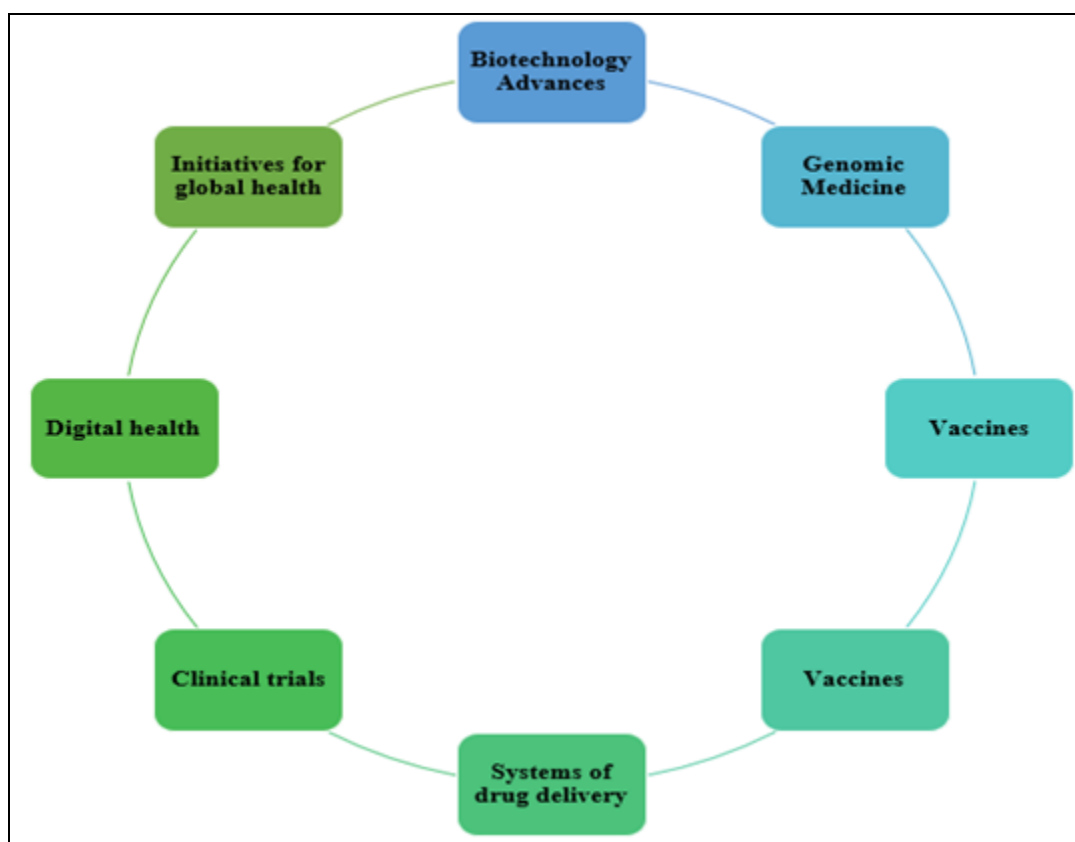 Biotechnology
Advances
Genomic
Medicine
Vaccines
Vaccines
Systems of
drug delivery
Clinical trials
Digital health
Initiatives for
global health